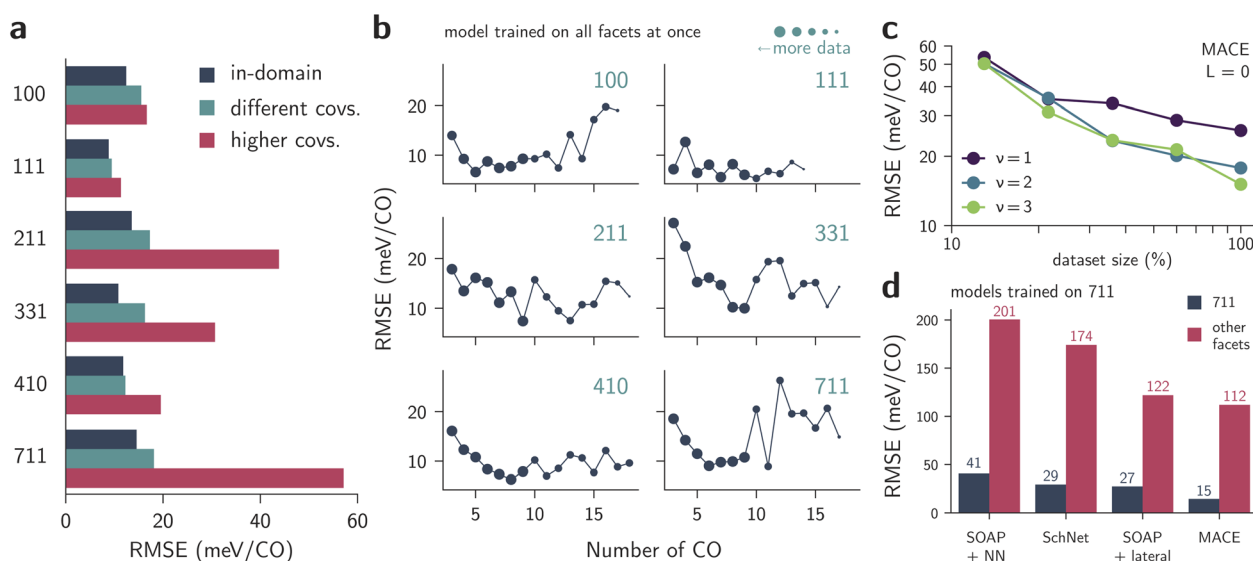 a
in-domain
different covs.
higher covs.
100
111
211
331
410
711
0 20 40 60
RMSE (meV/CO)
b
model trained on all facets at once
←more data
RMSE (meV/CO)
100
111
20
10
211
331
20
10
410
711
20
10
5 10 15
5 10 15
Number of CO
c
MACE
L = 0
RMSE (meV/CO)
60
50
40
30
20
10
ν = 1
ν = 2
ν = 3
10 100
dataset size (%)
d
models trained on 711
711
other
facets
RMSE (meV/CO)
200
150
100
50
0
41 201
29 174
27 122
15 112
SOAP
+ NN
SchNet
SOAP
+ lateral
MACE